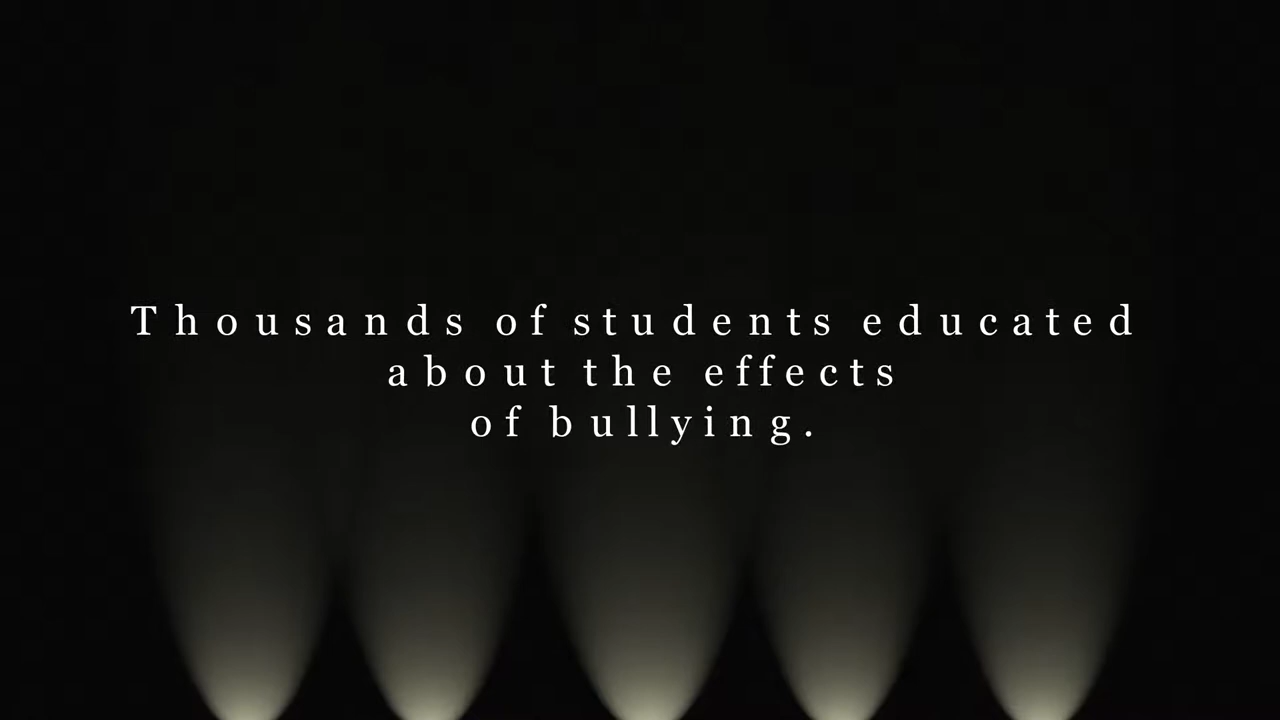 Thousands of students educated
about the effects
of bullying.